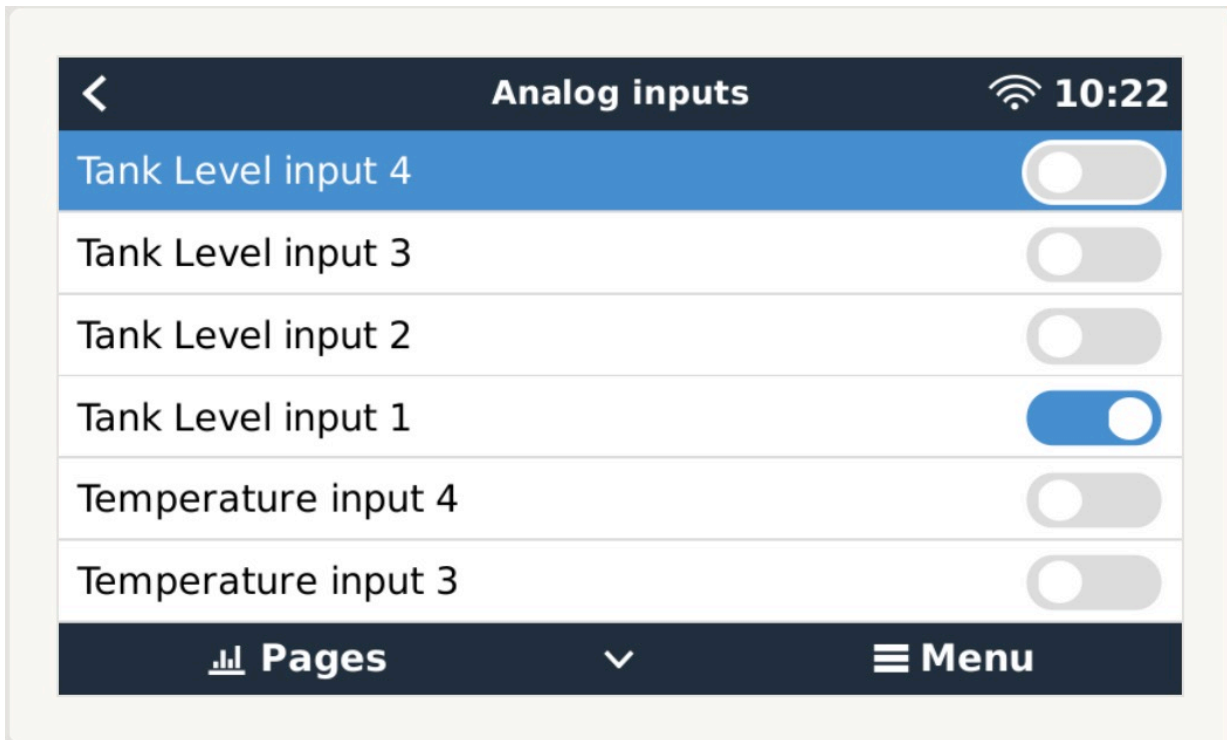 Analog inputs 10:22
Tank Level input 4
Tank Level input 3
Tank Level input 2
Tank Level input 1
Temperature input 4
Temperature input 3
Pages Menu